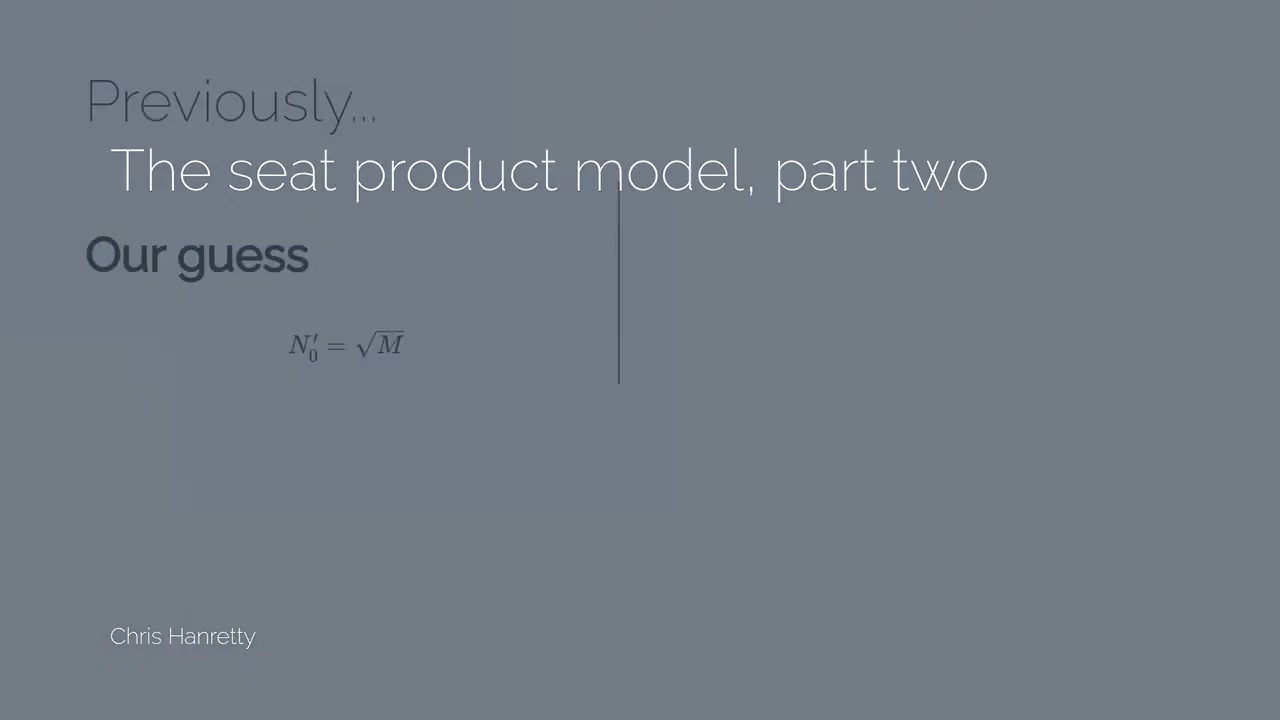 Previously...
The seat product model, part two
Our guess
N′₀ = √M
Chris Hanretty